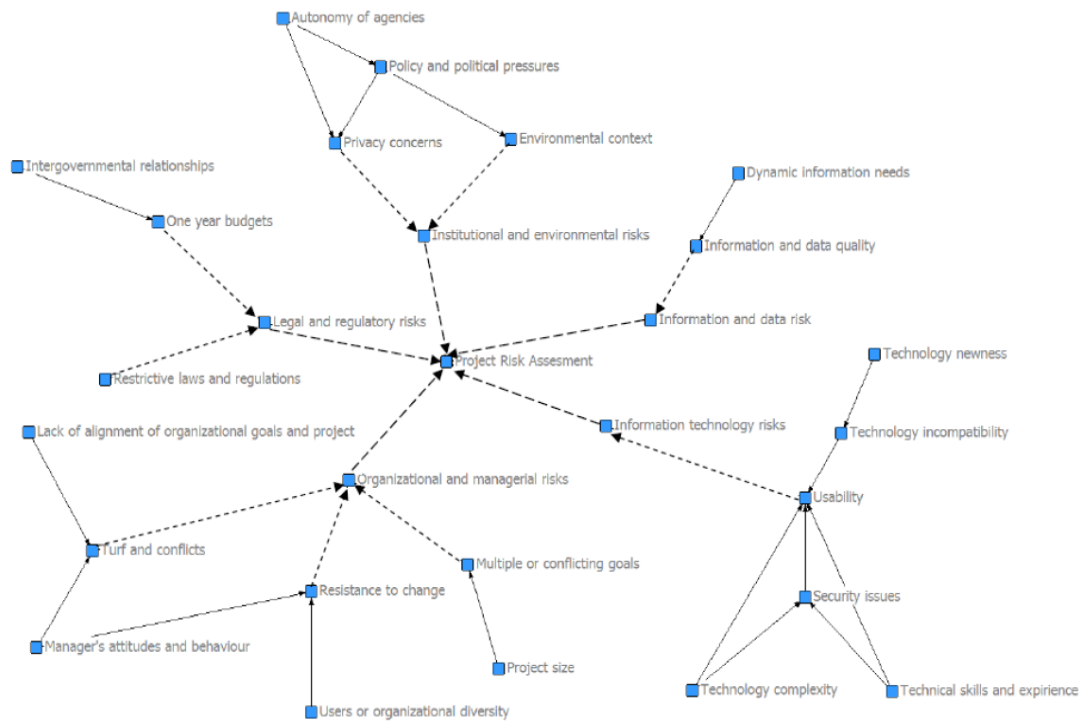 Autonomy of agencies
Policy and political pressures
Privacy concerns
Environmental context
Intergovernmental relationships
Dynamic information needs
One year budgets
Institutional and environmental risks
Information and data quality
Legal and regulatory risks
Information and data risk
Project Risk Assesment
Technology newness
Restrictive laws and regulations
Information technology risks
Technology incompatibility
Lack of alignment of organizational goals and project
Organizational and managerial risks
Usability
Turf and conflicts
Multiple or conflicting goals
Resistance to change
Security issues
Manager's attitudes and behaviour
Project size
Technology complexity
Technical skills and expirience
Users or organizational diversity